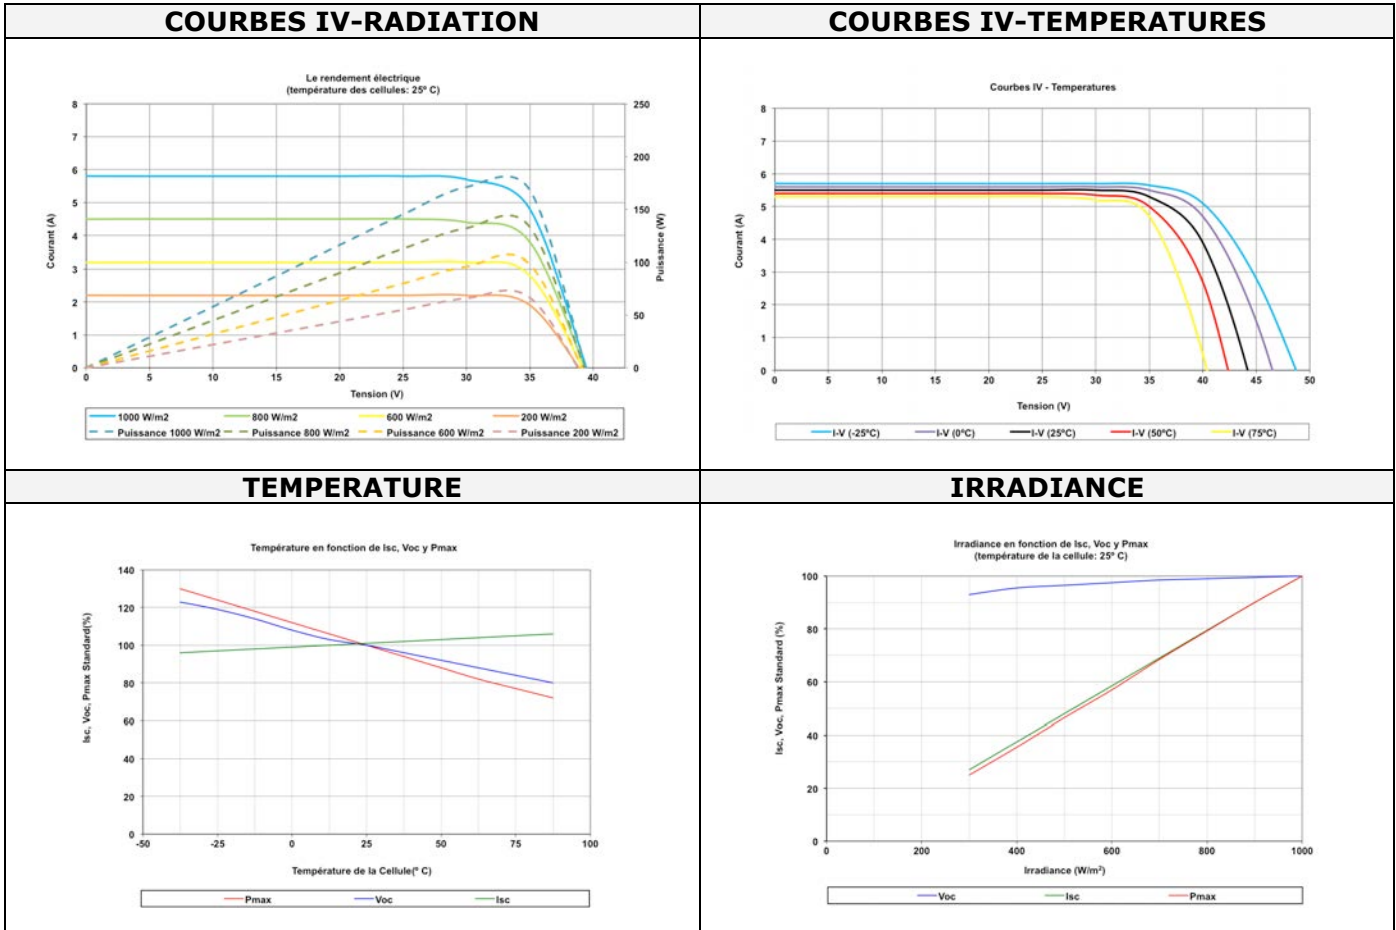 COURBES IV-RADIATION
COURBES IV-TEMPERATURES
Le rendement électrique
(température des cellules: 25º C)
8
7
6
5
4
3
2
1
0
Courant (A)
250
200
150
100
50
0
Puissance (W)
0 5 10 15 20 25 30 35 40
Tension (V)
1000 W/m2 800 W/m2 600 W/m2 200 W/m2
Puissance 1000 W/m2 Puissance 800 W/m2 Puissance 600 W/m2 Puissance 200 W/m2
Courbes IV - Temperatures
8
7
6
5
4
3
2
1
0
Courant (A)
0 5 10 15 20 25 30 35 40 45 50
Tension (V)
I-V (-25ºC) I-V (0ºC) I-V (25ºC) I-V (50ºC) I-V (75ºC)
TEMPERATURE
IRRADIANCE
Température en fonction de Isc, Voc y Pmax
140
120
100
80
60
40
20
0
Isc, Voc, Pmax Standard(%)
-50 -25 0 25 50 75 100
Température de la Cellule(º C)
Pmax Voc Isc
Irradiance en fonction de Isc, Voc y Pmax
(température de la cellule: 25º C)
100
80
60
40
20
0
Isc, Voc, Pmax Standard (%)
0 200 400 600 800 1000
Irradiance (W/m²)
Voc Isc Pmax